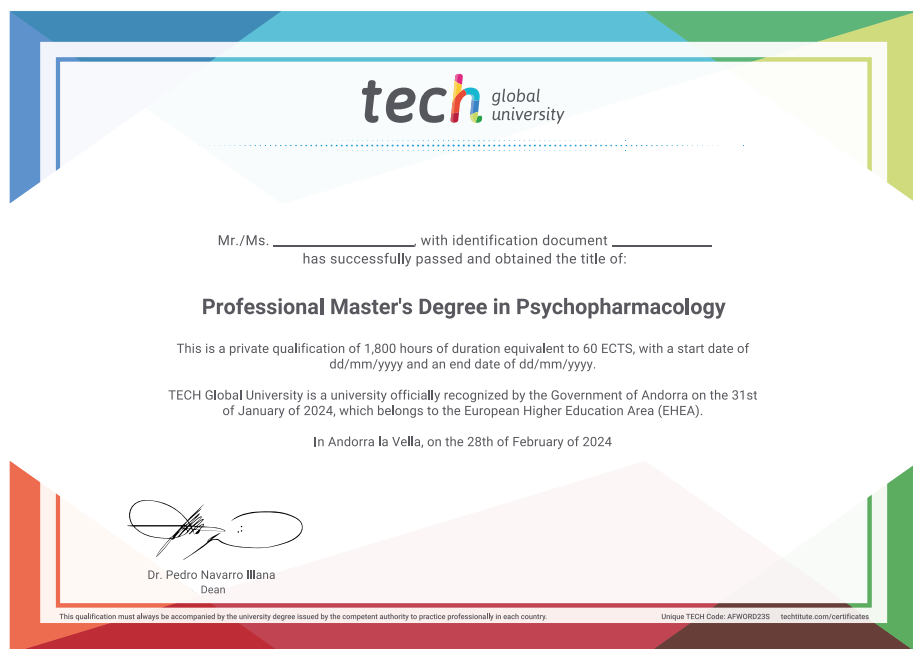 tech global
university
Mr./Ms. ____________________, with identification document ______________
has successfully passed and obtained the title of:
Professional Master's Degree in Psychopharmacology
This is a private qualification of 1,800 hours of duration equivalent to 60 ECTS, with a start date of
dd/mm/yyyy and an end date of dd/mm/yyyy.
TECH Global University is a university officially recognized by the Government of Andorra on the 31st
of January of 2024, which belongs to the European Higher Education Area (EHEA).
In Andorra la Vella, on the 28th of February of 2024
Dr. Pedro Navarro Illana
Dean
This qualification must always be accompanied by the university degree issued by the competent authority to practice professionally in each country.
Unique TECH Code: AFWORD23S techtitute.com/certificates